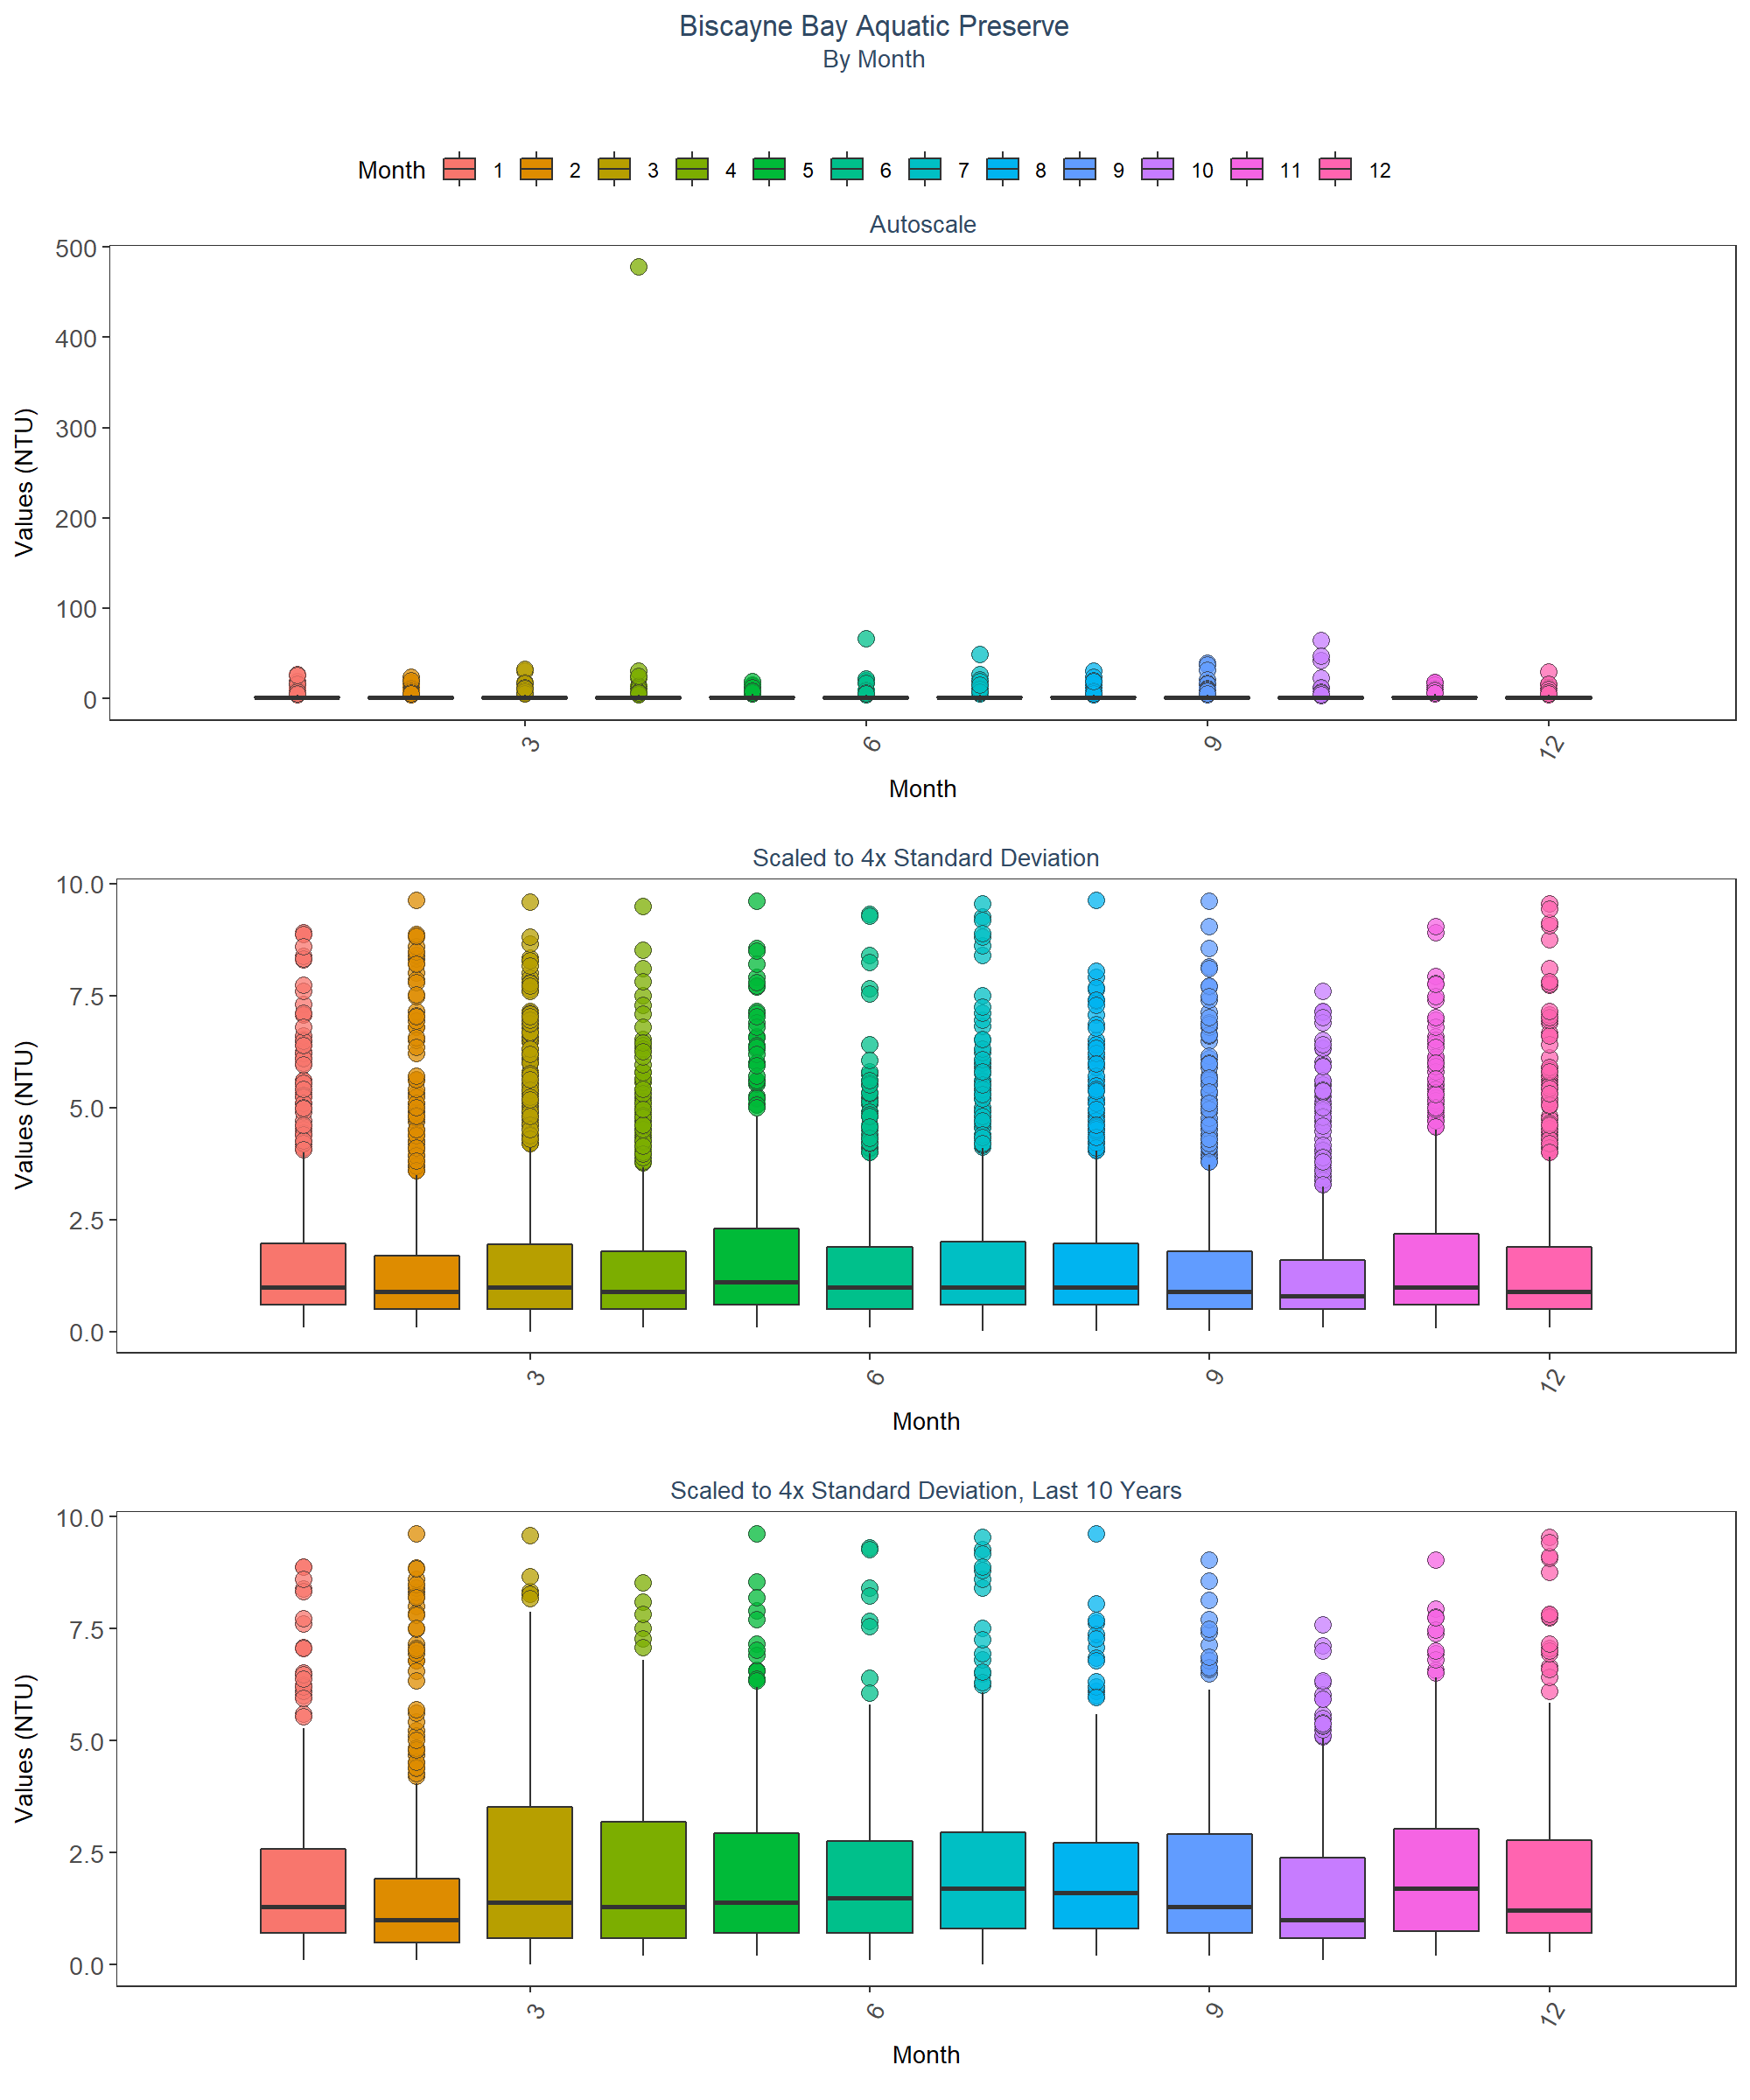 Biscayne Bay Aquatic Preserve
By Month
Month 1 2 3 4 5 6 7 8 9 10 11 12
Autoscale
Values (NTU)
500
400
300
200
100
0
3 6 9 12
Month
Scaled to 4x Standard Deviation
Values (NTU)
10.0
7.5
5.0
2.5
0.0
3 6 9 12
Month
Scaled to 4x Standard Deviation, Last 10 Years
Values (NTU)
10.0
7.5
5.0
2.5
0.0
3 6 9 12
Month